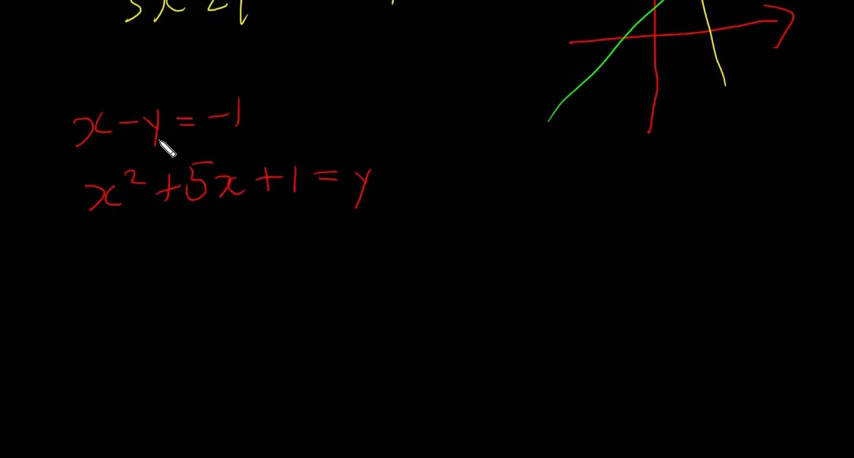 x - y = -1
x² + 5x + 1 = y